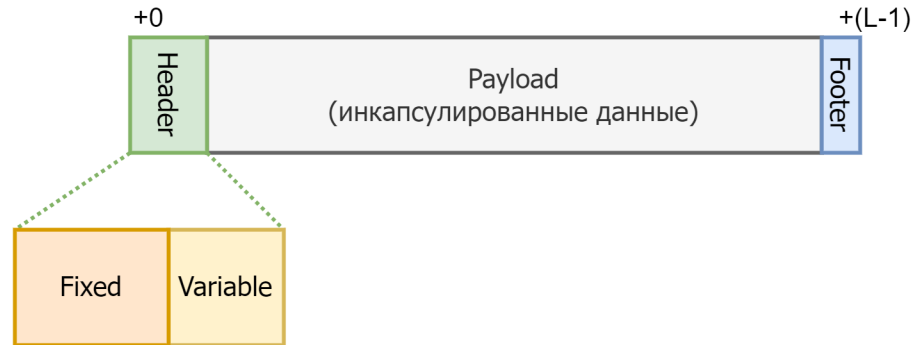 +0
+(L-1)
Header
Payload
(инкапсулированные данные)
Footer
Fixed
Variable